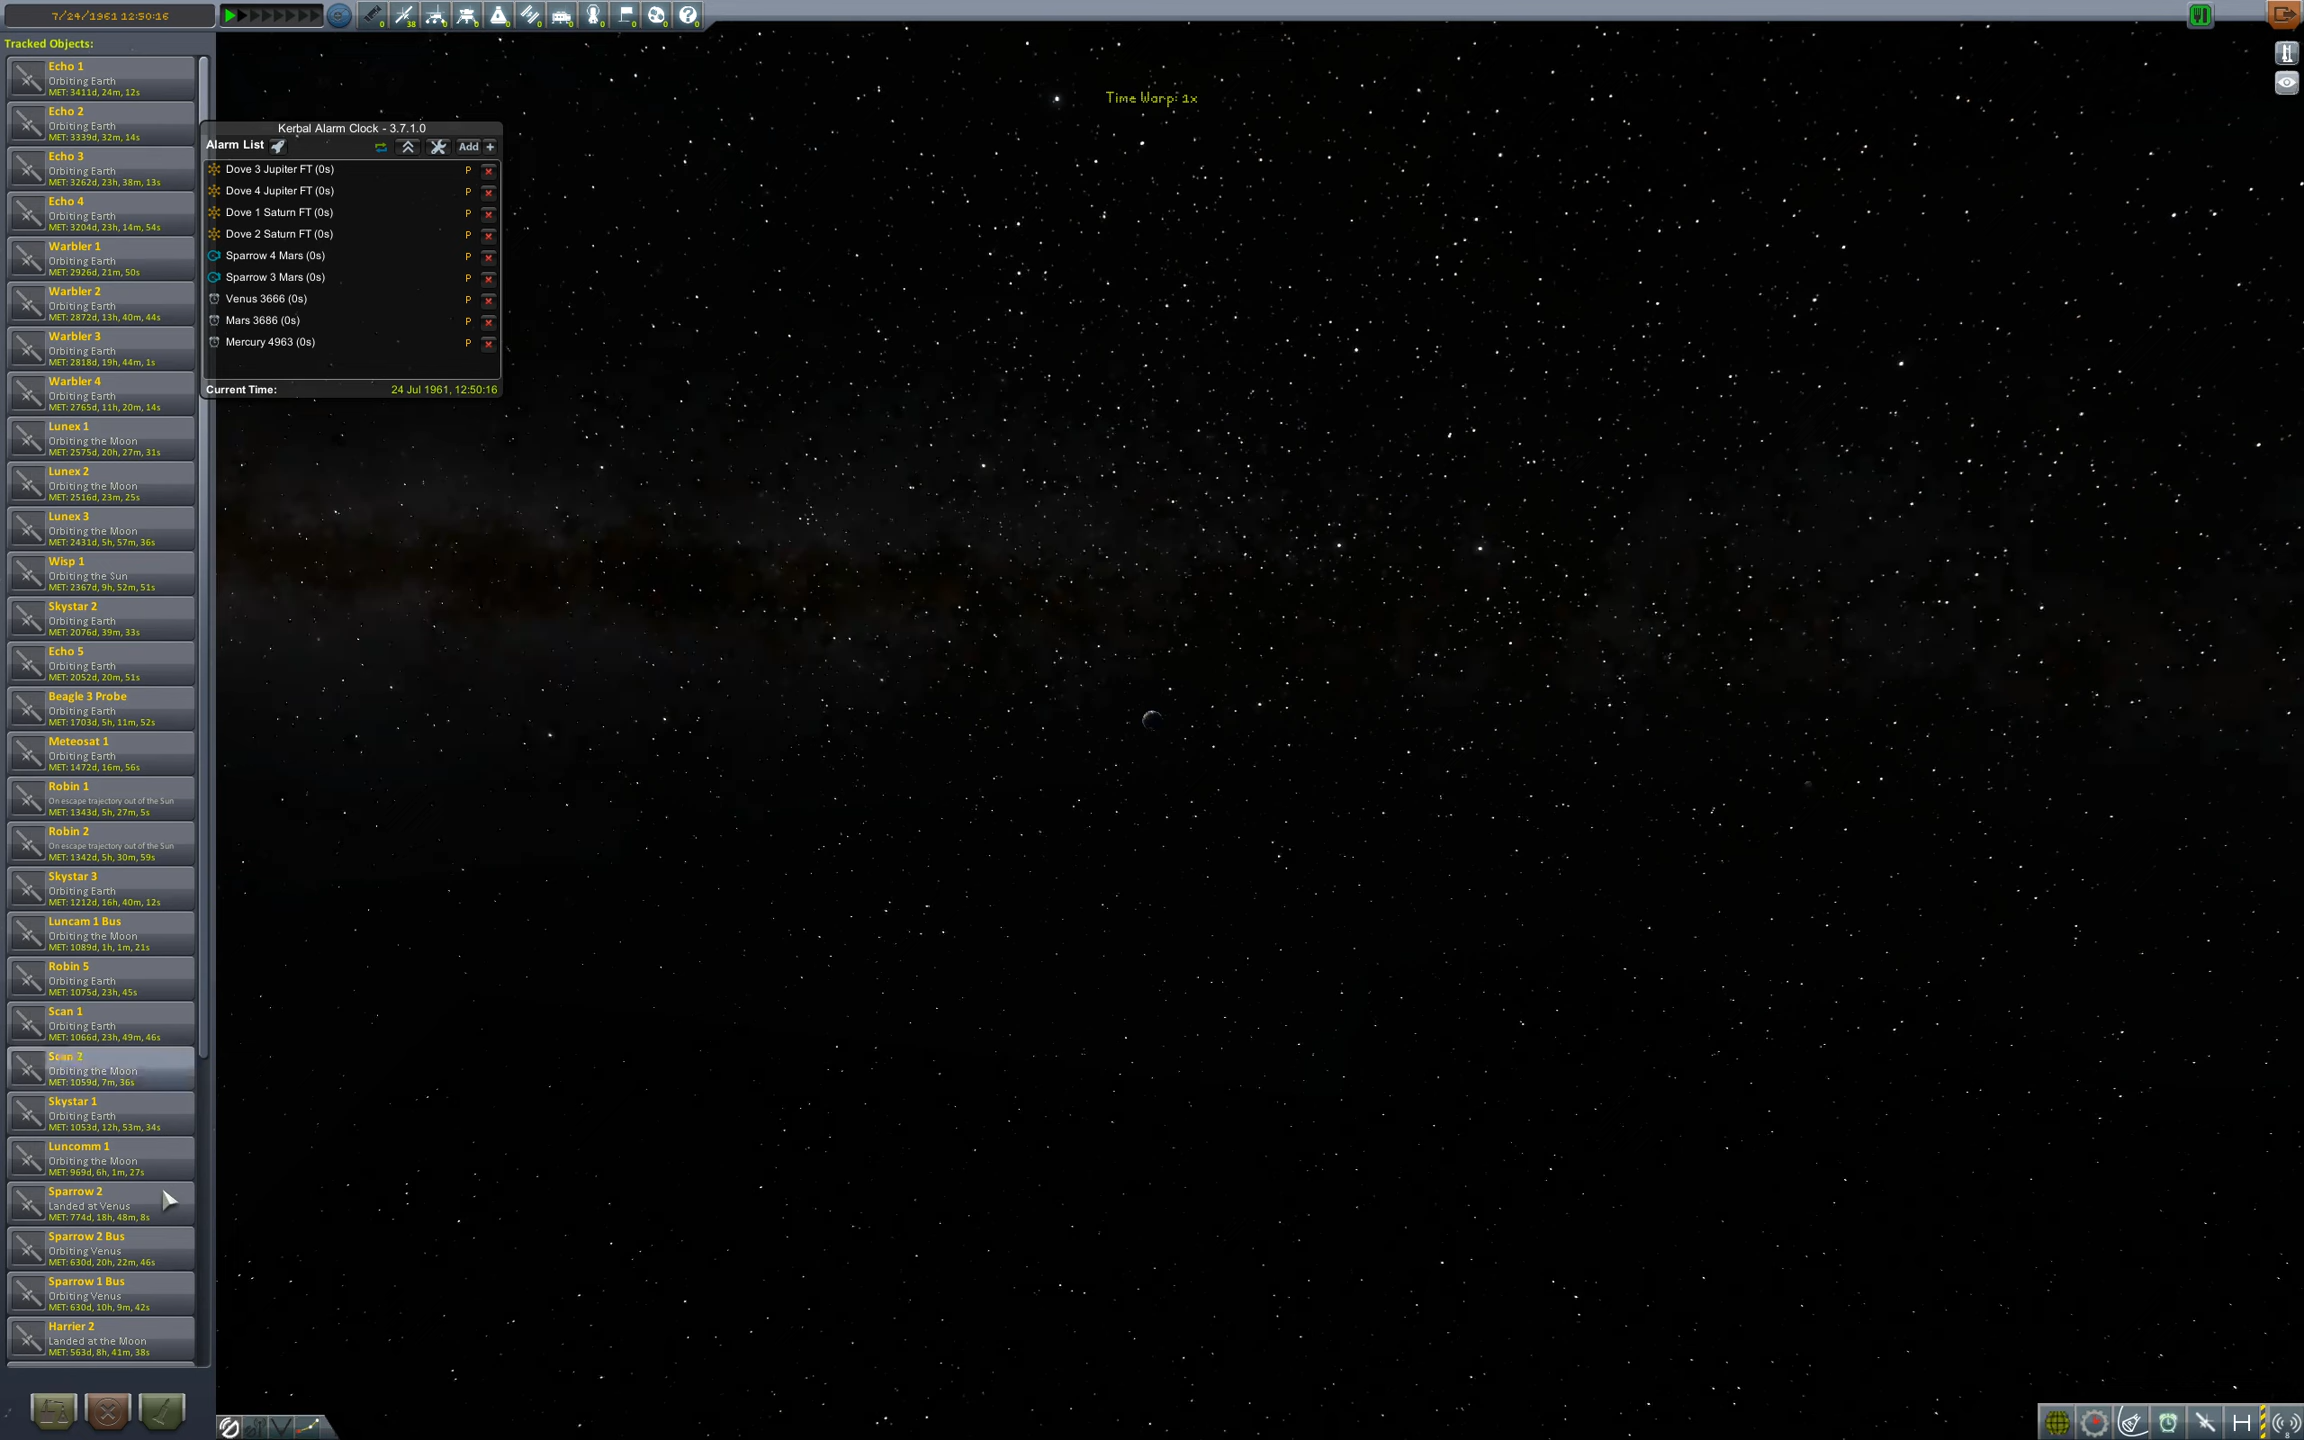 7/24/1961 12:50:16
0
38
0
0
0
0
0
0
0
0
0
Tracked Objects:
Echo 1
Orbiting Earth
MET: 3411d, 24m, 12s
Echo 2
Orbiting Earth
MET: 3339d, 32m, 14s
Echo 3
Orbiting Earth
MET: 3262d, 23h, 38m, 13s
Echo 4
Orbiting Earth
MET: 3204d, 23h, 14m, 54s
Warbler 1
Orbiting Earth
MET: 2926d, 21m, 50s
Warbler 2
Orbiting Earth
MET: 2872d, 13h, 40m, 44s
Warbler 3
Orbiting Earth
MET: 2818d, 19h, 44m, 1s
Warbler 4
Orbiting Earth
MET: 2765d, 11h, 20m, 14s
Lunex 1
Orbiting the Moon
MET: 2575d, 20h, 27m, 31s
Lunex 2
Orbiting the Moon
MET: 2516d, 23m, 25s
Lunex 3
Orbiting the Moon
MET: 2431d, 5h, 57m, 36s
Wisp 1
Orbiting the Sun
MET: 2367d, 9h, 52m, 51s
Skystar 2
Orbiting Earth
MET: 2076d, 39m, 33s
Echo 5
Orbiting Earth
MET: 2052d, 20m, 51s
Beagle 3 Probe
Orbiting Earth
MET: 1703d, 5h, 11m, 52s
Meteosat 1
Orbiting Earth
MET: 1472d, 16m, 56s
Robin 1
On escape trajectory out of the Sun
MET: 1343d, 5h, 27m, 5s
Robin 2
On escape trajectory out of the Sun
MET: 1342d, 5h, 30m, 59s
Skystar 3
Orbiting Earth
MET: 1212d, 16h, 40m, 12s
Luncam 1 Bus
Orbiting the Moon
MET: 1089d, 1h, 1m, 21s
Robin 5
Orbiting Earth
MET: 1075d, 23h, 45s
Scan 1
Orbiting Earth
MET: 1066d, 23h, 49m, 46s
Scan 2
Orbiting the Moon
MET: 1059d, 7m, 36s
Skystar 1
Orbiting Earth
MET: 1053d, 12h, 53m, 34s
Luncomm 1
Orbiting the Moon
MET: 969d, 6h, 1m, 27s
Sparrow 2
Landed at Venus
MET: 774d, 18h, 48m, 8s
Sparrow 2 Bus
Orbiting Venus
MET: 630d, 20h, 22m, 46s
Sparrow 1 Bus
Orbiting Venus
MET: 630d, 10h, 9m, 42s
Harrier 2
Landed at the Moon
MET: 563d, 8h, 41m, 38s
Kerbal Alarm Clock - 3.7.1.0
Alarm List Add +
Dove 3 Jupiter FT (0s) P
Dove 4 Jupiter FT (0s) P
Dove 1 Saturn FT (0s) P
Dove 2 Saturn FT (0s) P
Sparrow 4 Mars (0s) P
Sparrow 3 Mars (0s) P
Venus 3666 (0s) P
Mars 3686 (0s) P
Mercury 4963 (0s) P
Current Time: 24 Jul 1961, 12:50:16
Time Warp: 1x
8